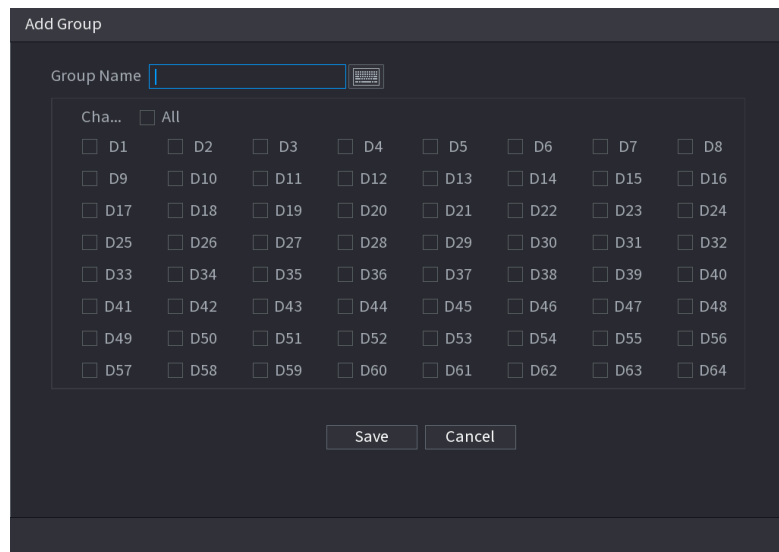 Add Group
Group Name
Cha... All
D1 D2 D3 D4 D5 D6 D7 D8
D9 D10 D11 D12 D13 D14 D15 D16
D17 D18 D19 D20 D21 D22 D23 D24
D25 D26 D27 D28 D29 D30 D31 D32
D33 D34 D35 D36 D37 D38 D39 D40
D41 D42 D43 D44 D45 D46 D47 D48
D49 D50 D51 D52 D53 D54 D55 D56
D57 D58 D59 D60 D61 D62 D63 D64
Save Cancel